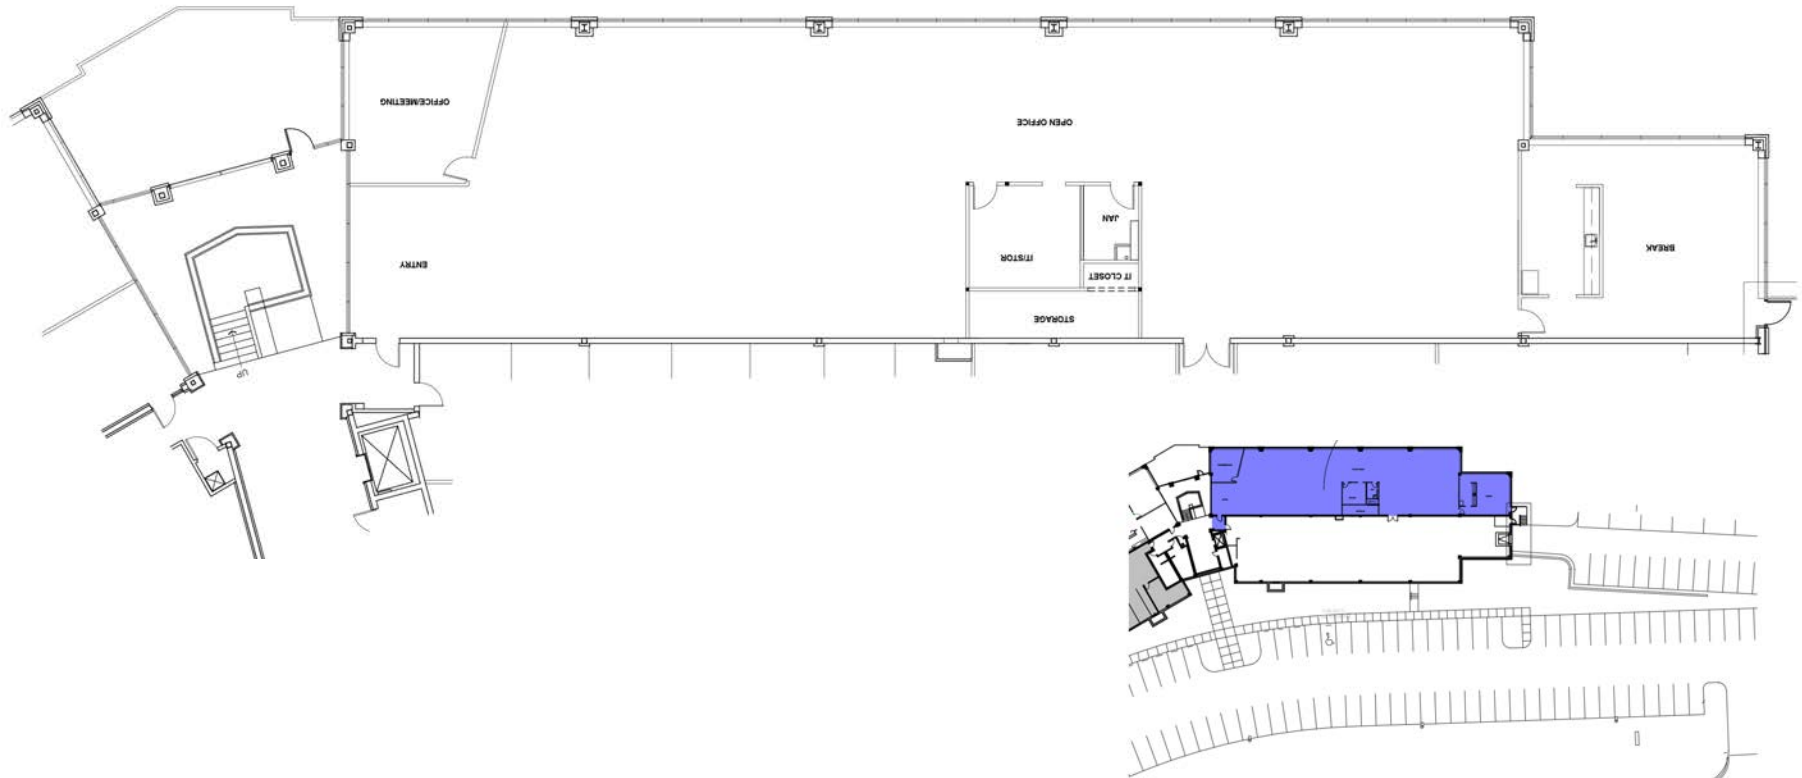 OFFICE/MEETING
OPEN OFFICE
JAN
IT/STOR
ENTRY
BREAK
IT CLOSET
STORAGE
UP